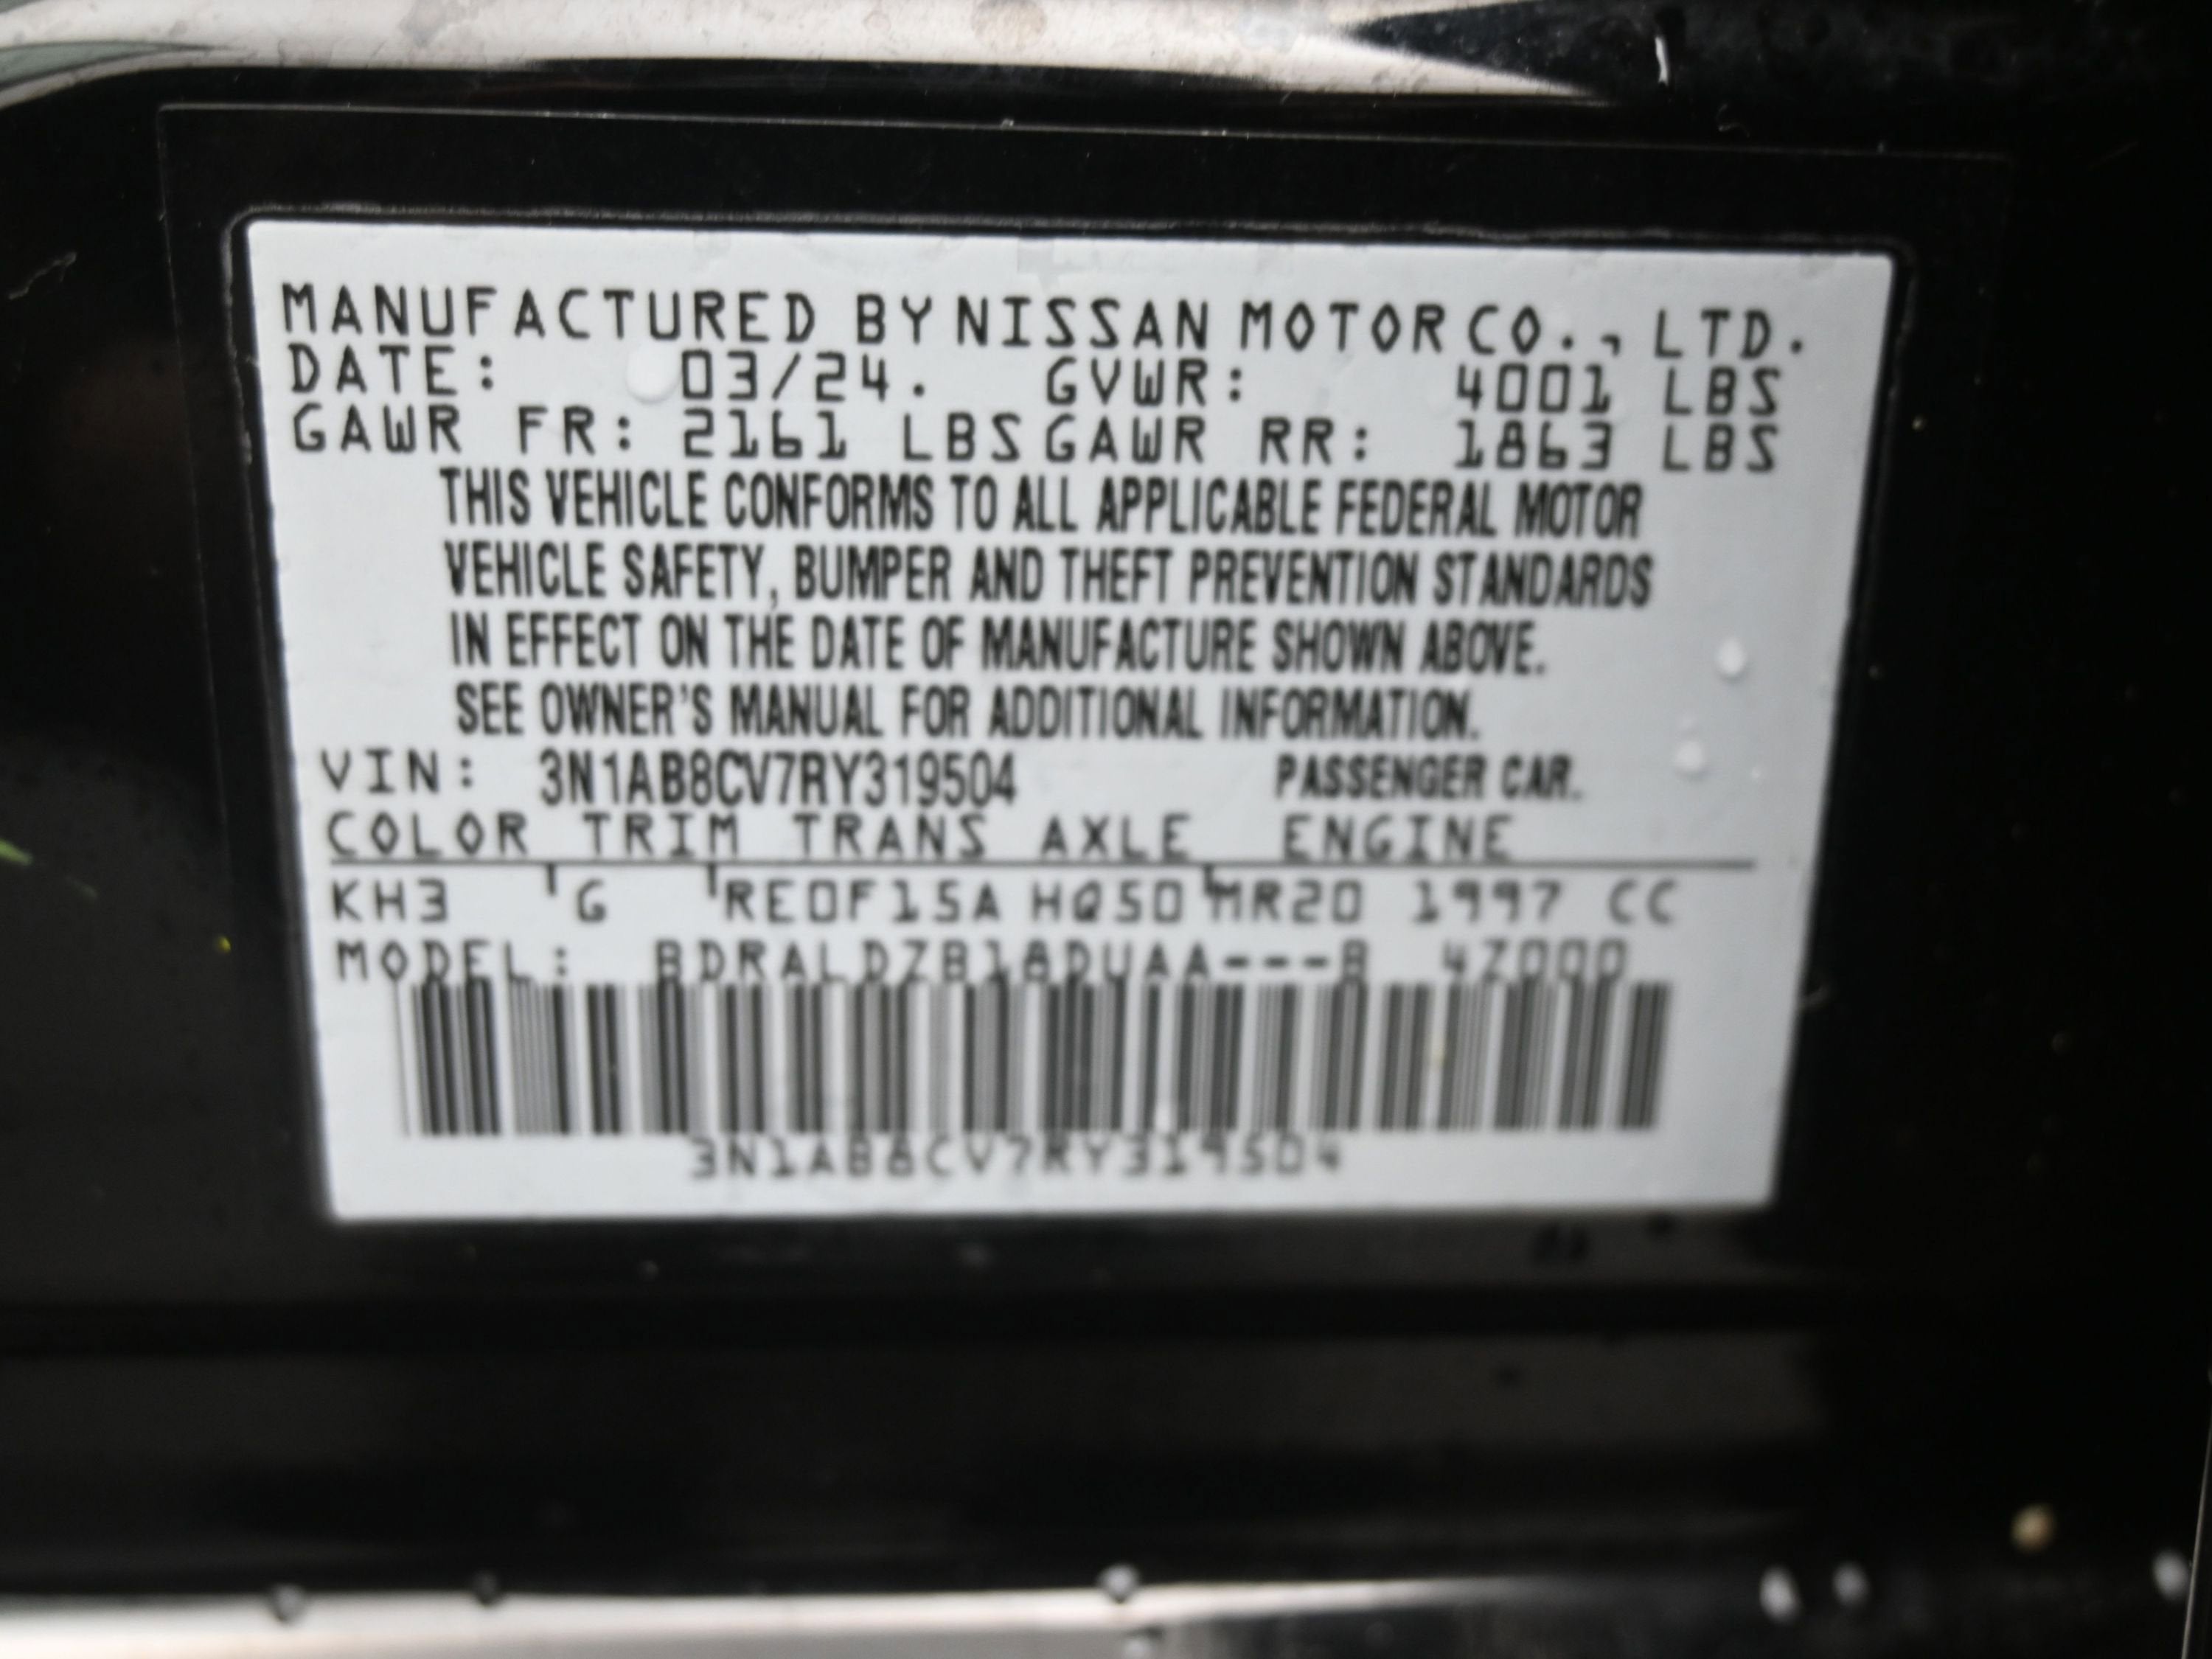 MANUFACTURED BY NISSAN MOTOR CO., LTD.
DATE: 03/24. GVWR: 4001 LBS
GAWR FR: 2161 LBS GAWR RR: 1863 LBS
THIS VEHICLE CONFORMS TO ALL APPLICABLE FEDERAL MOTOR
VEHICLE SAFETY, BUMPER AND THEFT PREVENTION STANDARDS
IN EFFECT ON THE DATE OF MANUFACTURE SHOWN ABOVE.
SEE OWNER'S MANUAL FOR ADDITIONAL INFORMATION.
VIN: 3N1AB8CV7RY319504 PASSENGER CAR.
COLOR TRIM TRANS AXLE ENGINE
KH3 G RE0F15A HQ50 MR20 1997 CC
MODEL: BDRALDZB18DUAA---B 4Z000
3N1AB8CV7RY319504